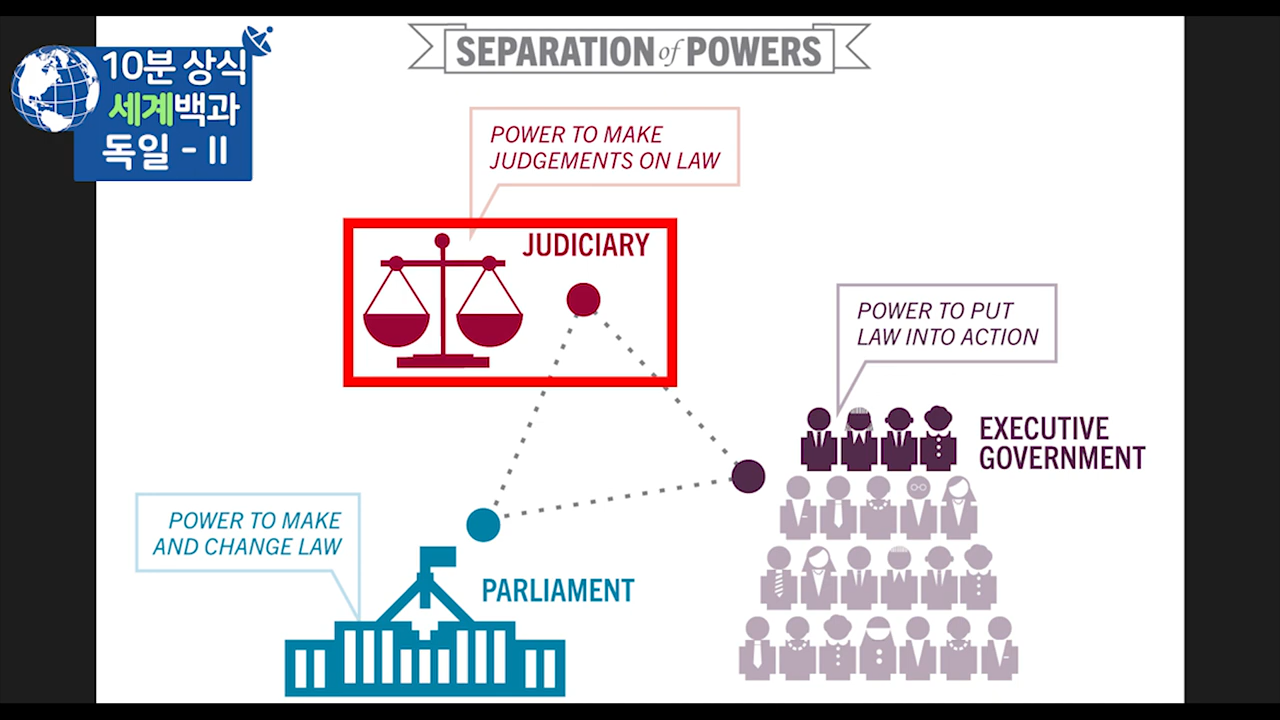 10분 상식
세계백과
독일 - II
SEPARATION of POWERS
POWER TO MAKE
JUDGEMENTS ON LAW
JUDICIARY
POWER TO PUT
LAW INTO ACTION
EXECUTIVE
GOVERNMENT
POWER TO MAKE
AND CHANGE LAW
PARLIAMENT